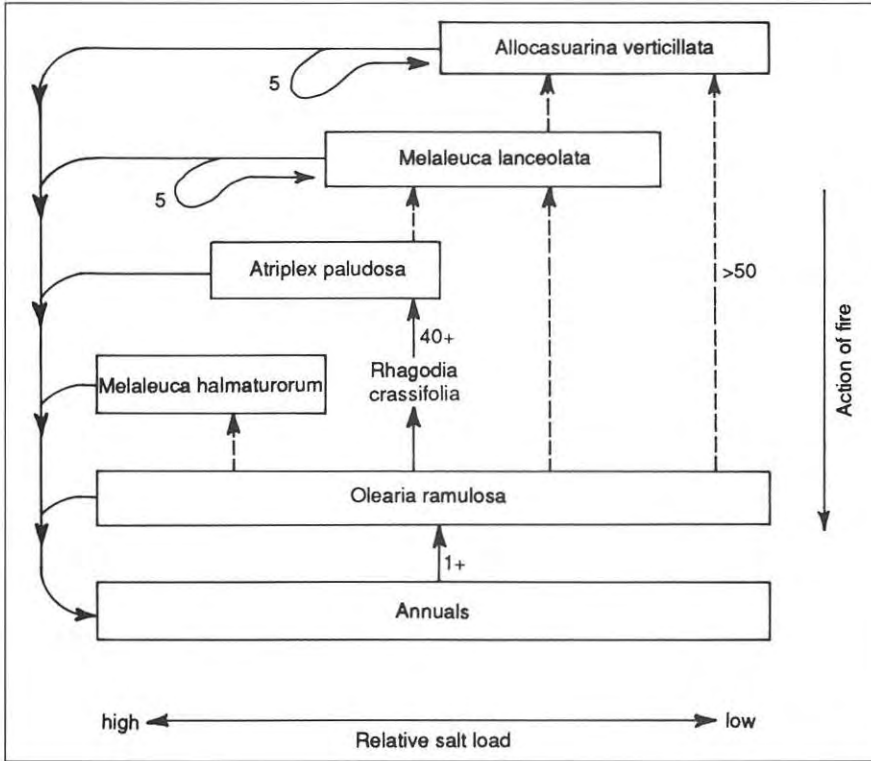 Allocasuarina verticillata
5
Melaleuca lanceolata
5
Atriplex paludosa
>50
40+
Melaleuca halmaturorum
Rhagodia
crassifolia
Action of fire
Olearia ramulosa
1+
Annuals
high
low
Relative salt load